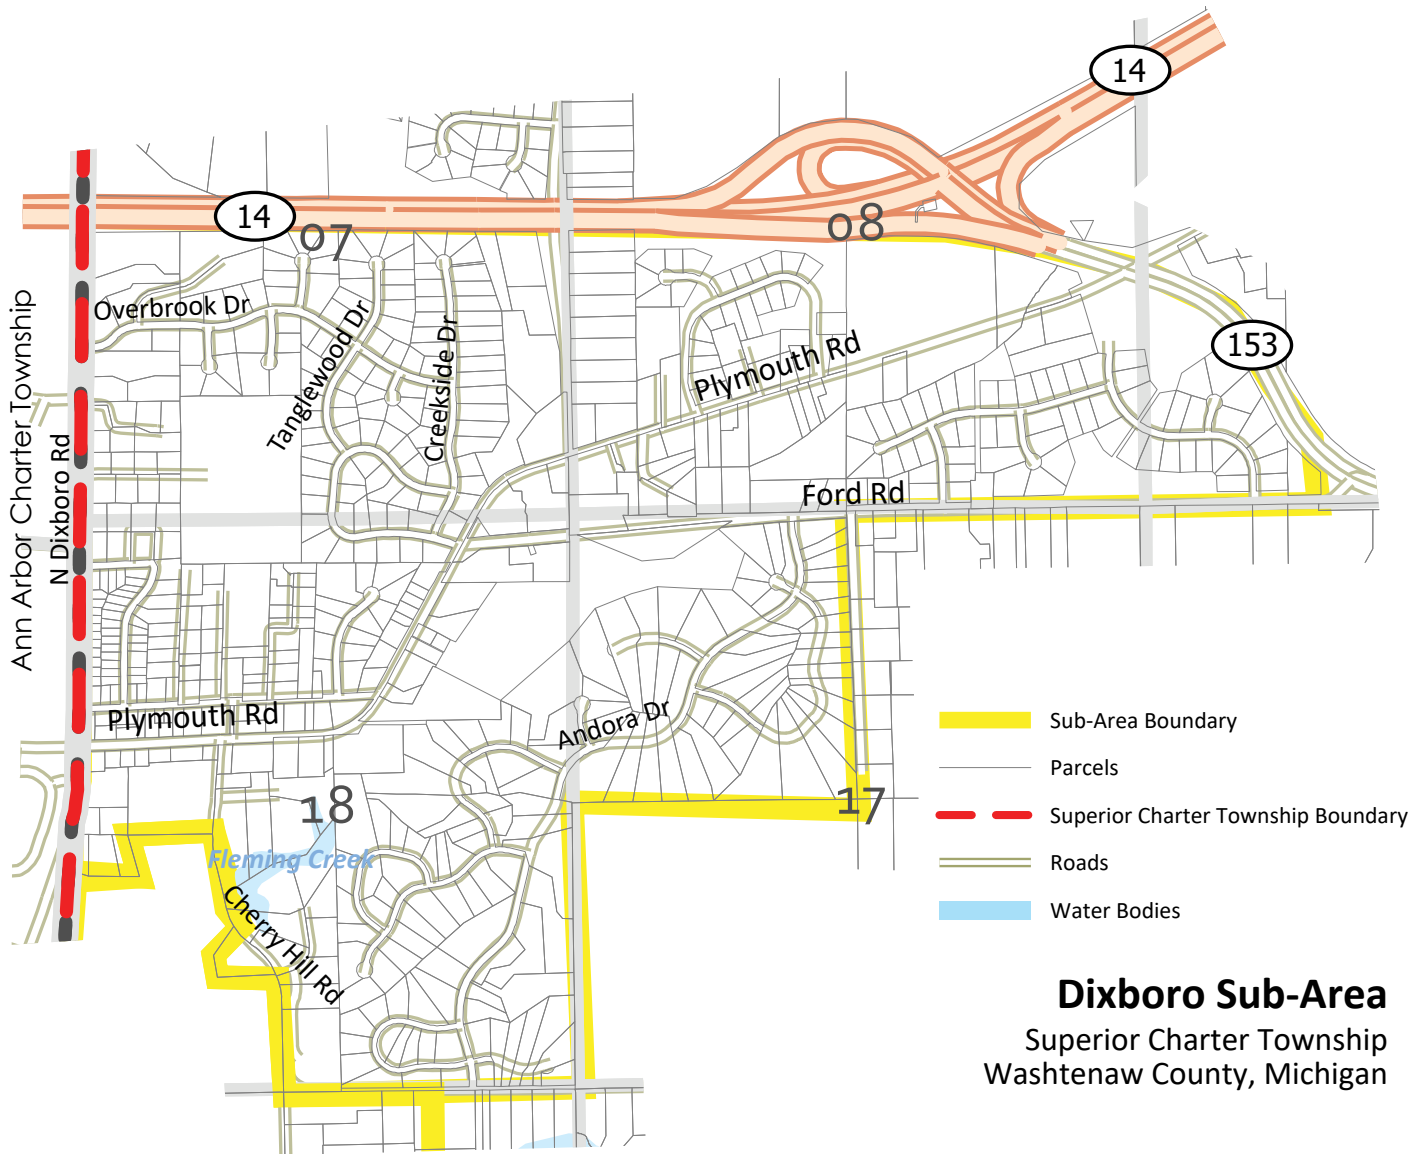 14
14
07
08
Overbrook Dr
Tanglewood Dr
Creekside Dr
Plymouth Rd
153
Ann Arbor Charter Township
N Dixboro Rd
Ford Rd
Plymouth Rd
Andora Dr
18
17
Fleming Creek
Cherry Hill Rd
Sub-Area Boundary
Parcels
Superior Charter Township Boundary
Roads
Water Bodies
Dixboro Sub-Area
Superior Charter Township
Washtenaw County, Michigan